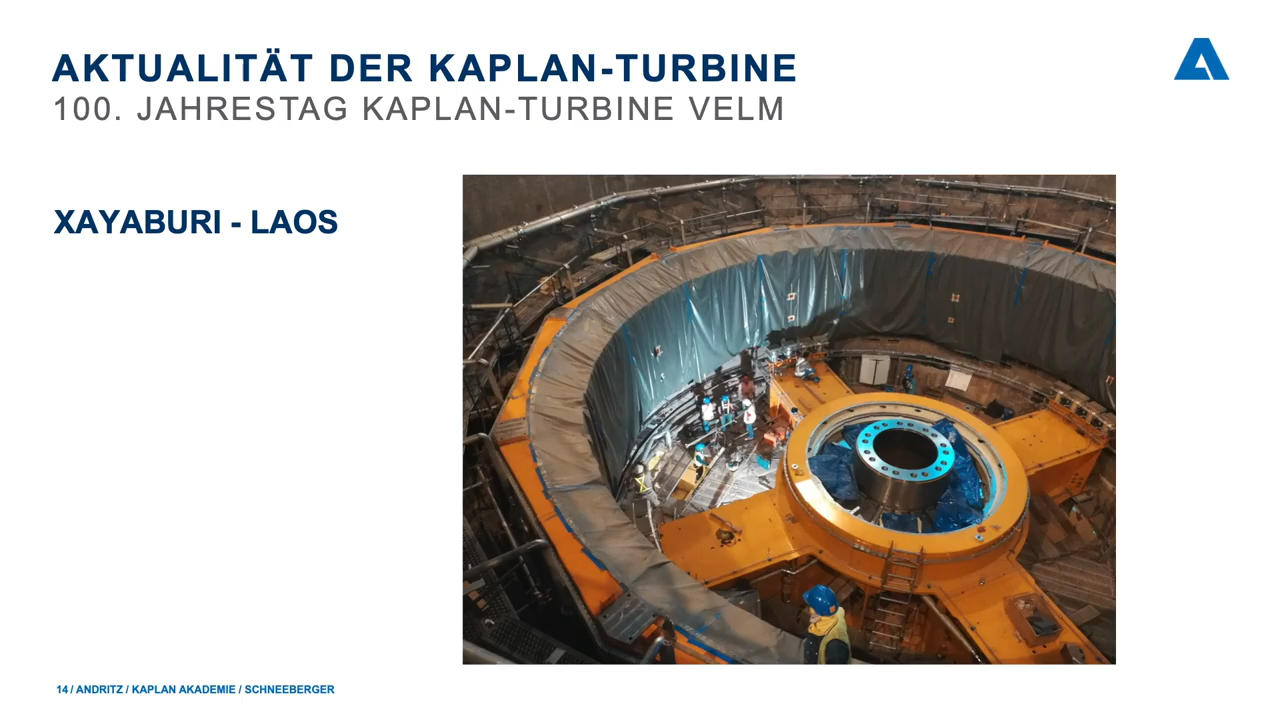 AKTUALITÄT DER KAPLAN-TURBINE
100. JAHRESTAG KAPLAN-TURBINE VELM
XAYABURI - LAOS
14 / ANDRITZ / KAPLAN AKADEMIE / SCHNEEBERGER